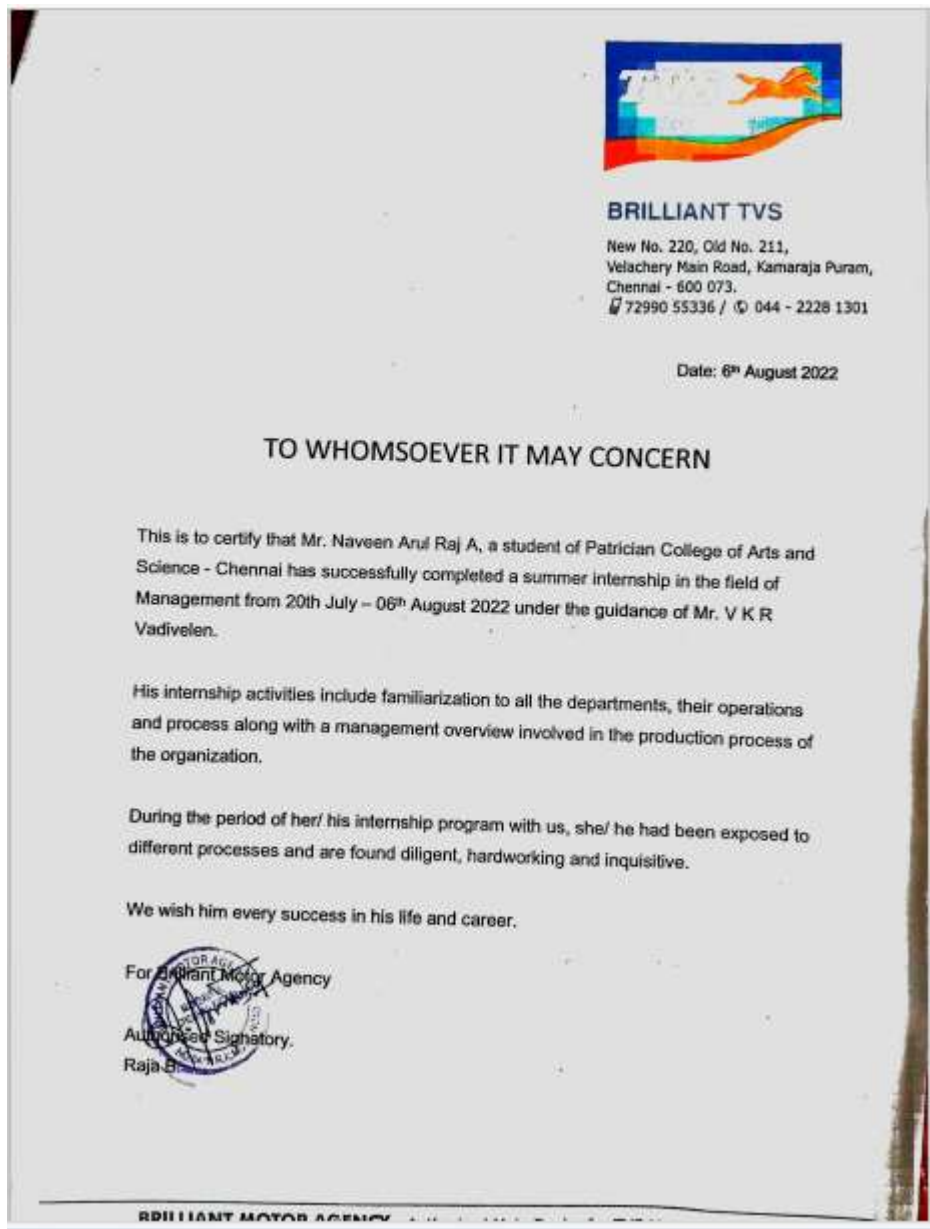 BRILLIANT TVS
New No. 220, Old No. 211,
Velachery Main Road, Kamaraja Puram,
Chennai - 600 073.
72990 55336 / 044 - 2228 1301
Date: 6th August 2022
TO WHOMSOEVER IT MAY CONCERN
This is to certify that Mr. Naveen Arul Raj A, a student of Patrician College of Arts and
Science - Chennai has successfully completed a summer internship in the field of
Management from 20th July – 06th August 2022 under the guidance of Mr. V K R
Vadivelen.
His internship activities include familiarization to all the departments, their operations
and process along with a management overview involved in the production process of
the organization.
During the period of her/ his internship program with us, she/ he had been exposed to
different processes and are found diligent, hardworking and inquisitive.
We wish him every success in his life and career.
For Brilliant Motor Agency
Authorised Signatory.
Raja B
BRILLIANT MOTOR AGENCY